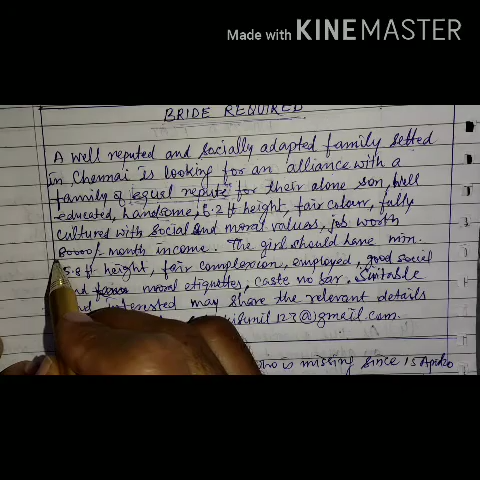 Made with KINEMASTER
BRIDE REQUIRED
A well reputed and socially adapted family settled
in Chennai is looking for an alliance with a
family of equal repute for their alone son, well
educated, handsome, 6.2 ft height, fair colour, fully
cultured with social and moral values, job worth
80000/- month income. The girl should have min.
5.8 ft height, fair complexion, employed, good social
moral etiquettes, caste no bar. Suitable
interested may share the relevant details
123@gmail.com.
who is missing since 15 April